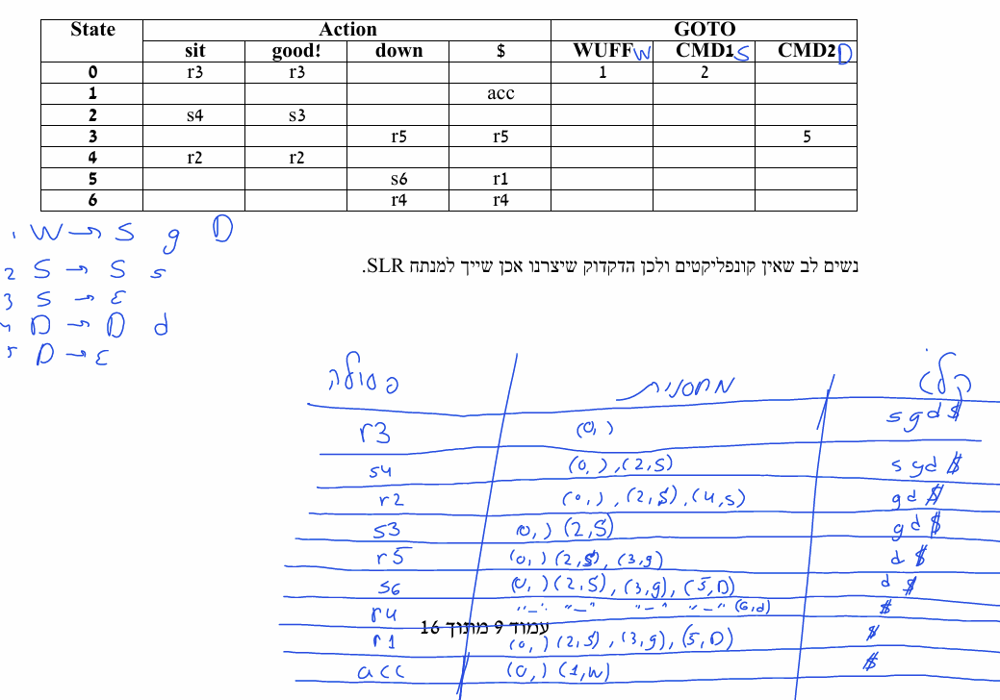 State Action GOTO
sit good! down $ WUFF W CMD1 S CMD2 D
0 r3 r3 1 2
1 acc
2 s4 s3
3 r5 r5 5
4 r2 r2
5 s6 r1
6 r4 r4
1 W → S g D
2 S → S s
3 S → ε
4 D → D d
5 D → ε
נשים לב שאין קונפליקטים ולכן הדקדוק שיצרנו אכן שייך למנתח SLR.
קלט מחסנית פעולה
s g d $ (0, ) r3
s g d $ (0, ) , (2,S) s4
g d $ (0, ) , (2,S) , (4,s) r2
g d $ (0, ) (2,S) s3
d $ (0, ) (2,S) , (3,g) r5
d $ (0, ) (2,S) , (3,g) , (5,D) s6
$ "–" "–" "–" "–" (6,d) r4
עמוד 9 מתוך 16
$ (0, ) (2,S) , (3,g), (5,D) r1
$ (0, ) (1,W) acc